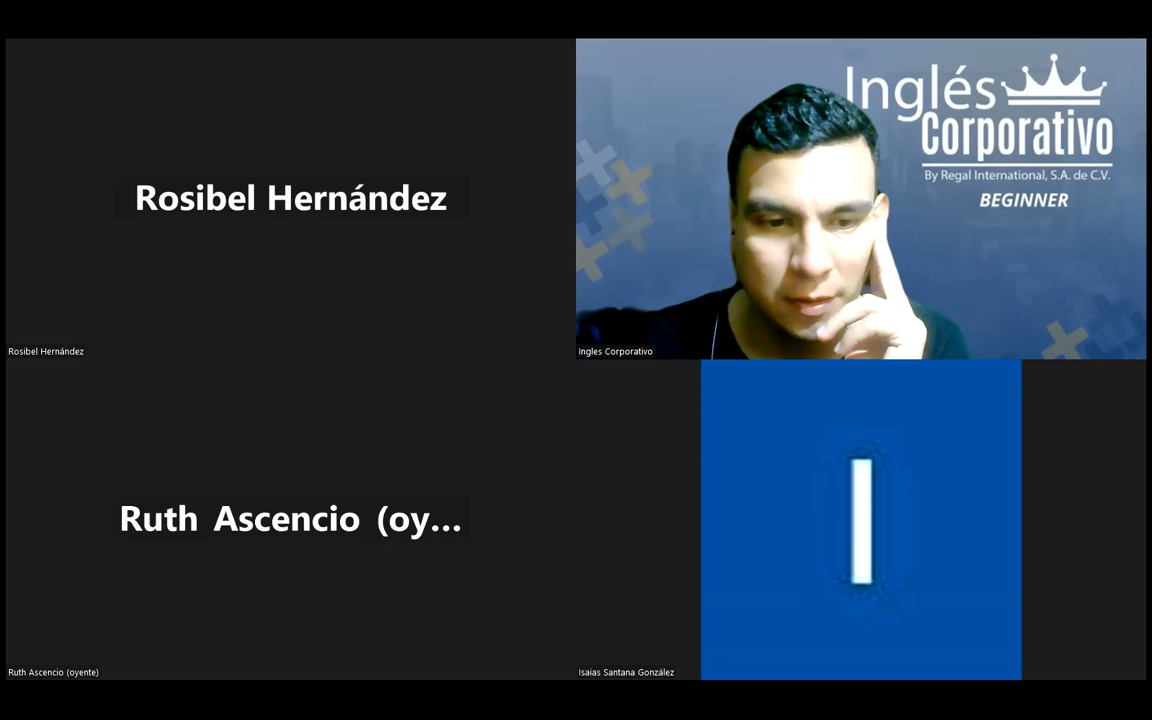 Rosibel Hernández
Rosibel Hernández
Inglés
Corporativo
By Regal International, S.A. de C.V.
BEGINNER
Ingles Corporativo
Ruth Ascencio (oy...
Ruth Ascencio (oyente)
I
Isaias Santana González